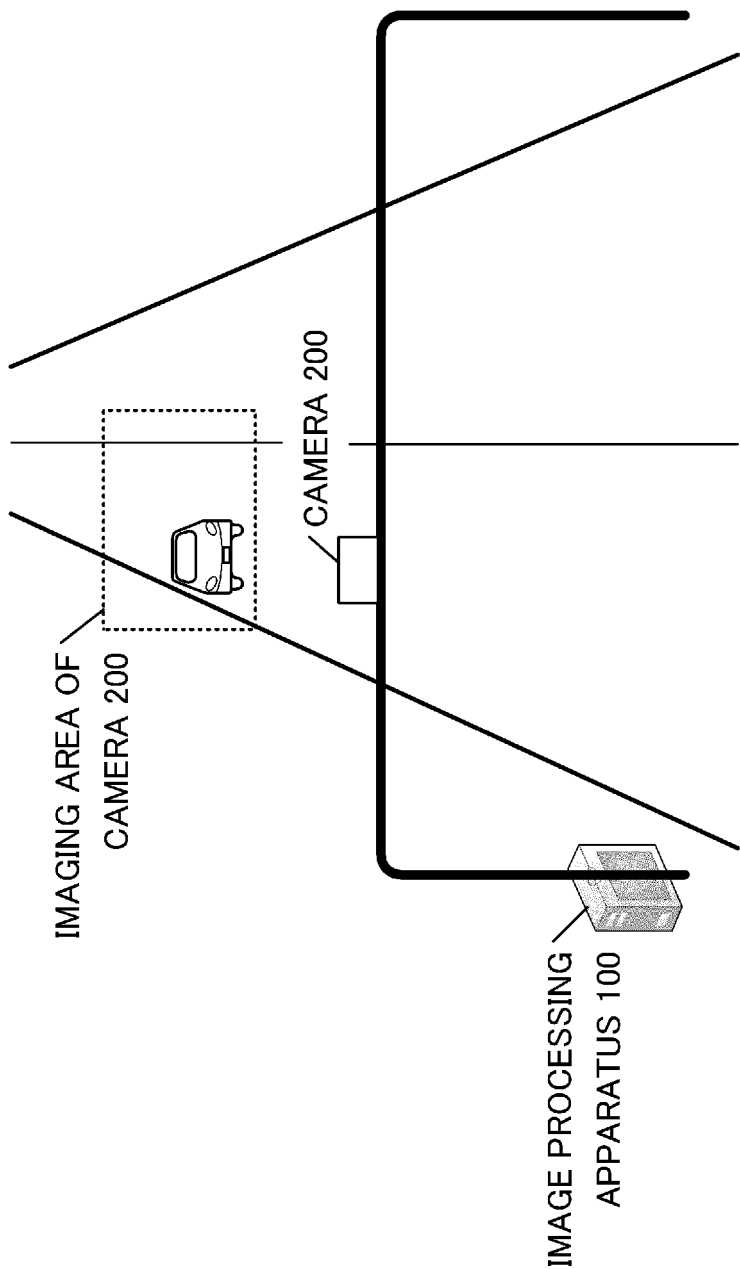 IMAGING AREA OF
CAMERA 200
CAMERA 200
IMAGE PROCESSING
APPARATUS 100